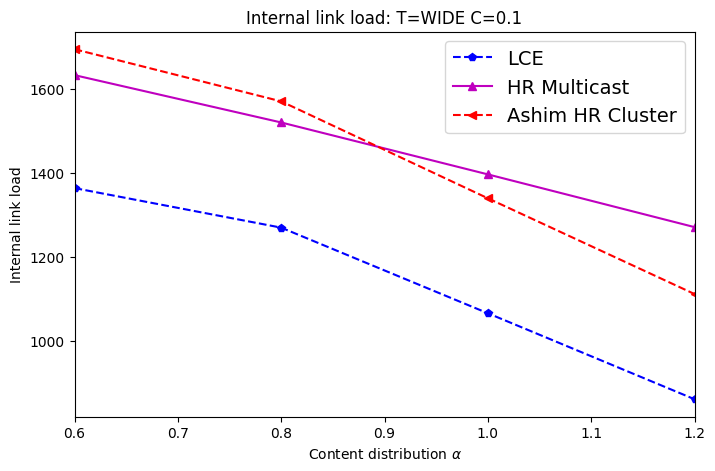 Internal link load: T=WIDE C=0.1
LCE
HR Multicast
Ashim HR Cluster
Internal link load
1600
1400
1200
1000
0.6 0.7 0.8 0.9 1.0 1.1 1.2
Content distribution α